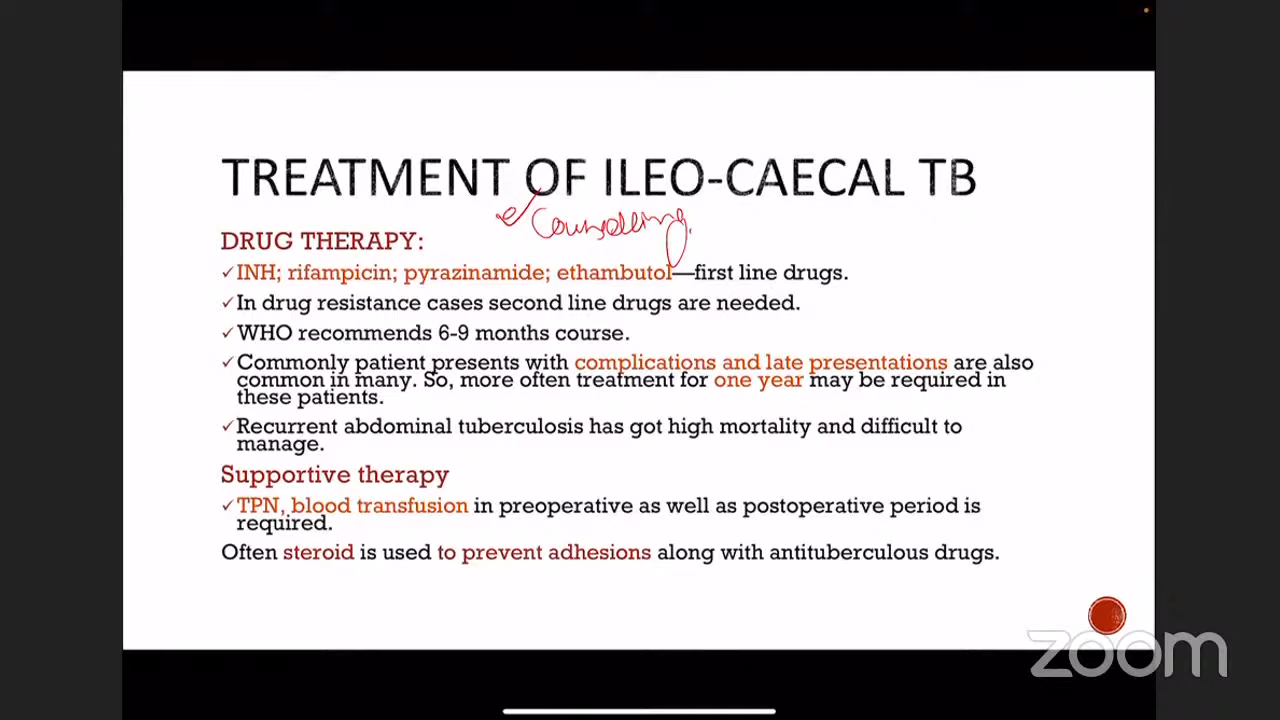 TREATMENT OF ILEO-CAECAL TB
Counselling.
DRUG THERAPY:
✓INH; rifampicin; pyrazinamide; ethambutol—first line drugs.
✓In drug resistance cases second line drugs are needed.
✓WHO recommends 6-9 months course.
✓Commonly patient presents with complications and late presentations are also
common in many. So, more often treatment for one year may be required in
these patients.
✓Recurrent abdominal tuberculosis has got high mortality and difficult to
manage.
Supportive therapy
✓TPN, blood transfusion in preoperative as well as postoperative period is
required.
Often steroid is used to prevent adhesions along with antituberculous drugs.
zoom